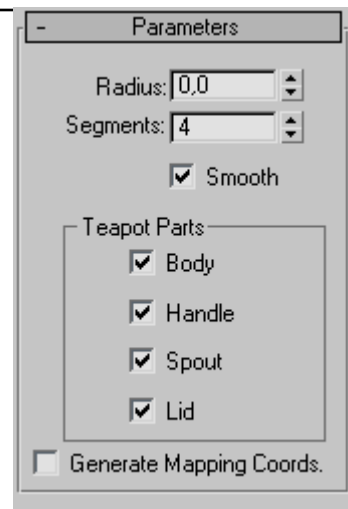 - Parameters
Radius: 0,0
Segments: 4
Smooth
Teapot Parts
Body
Handle
Spout
Lid
Generate Mapping Coords.